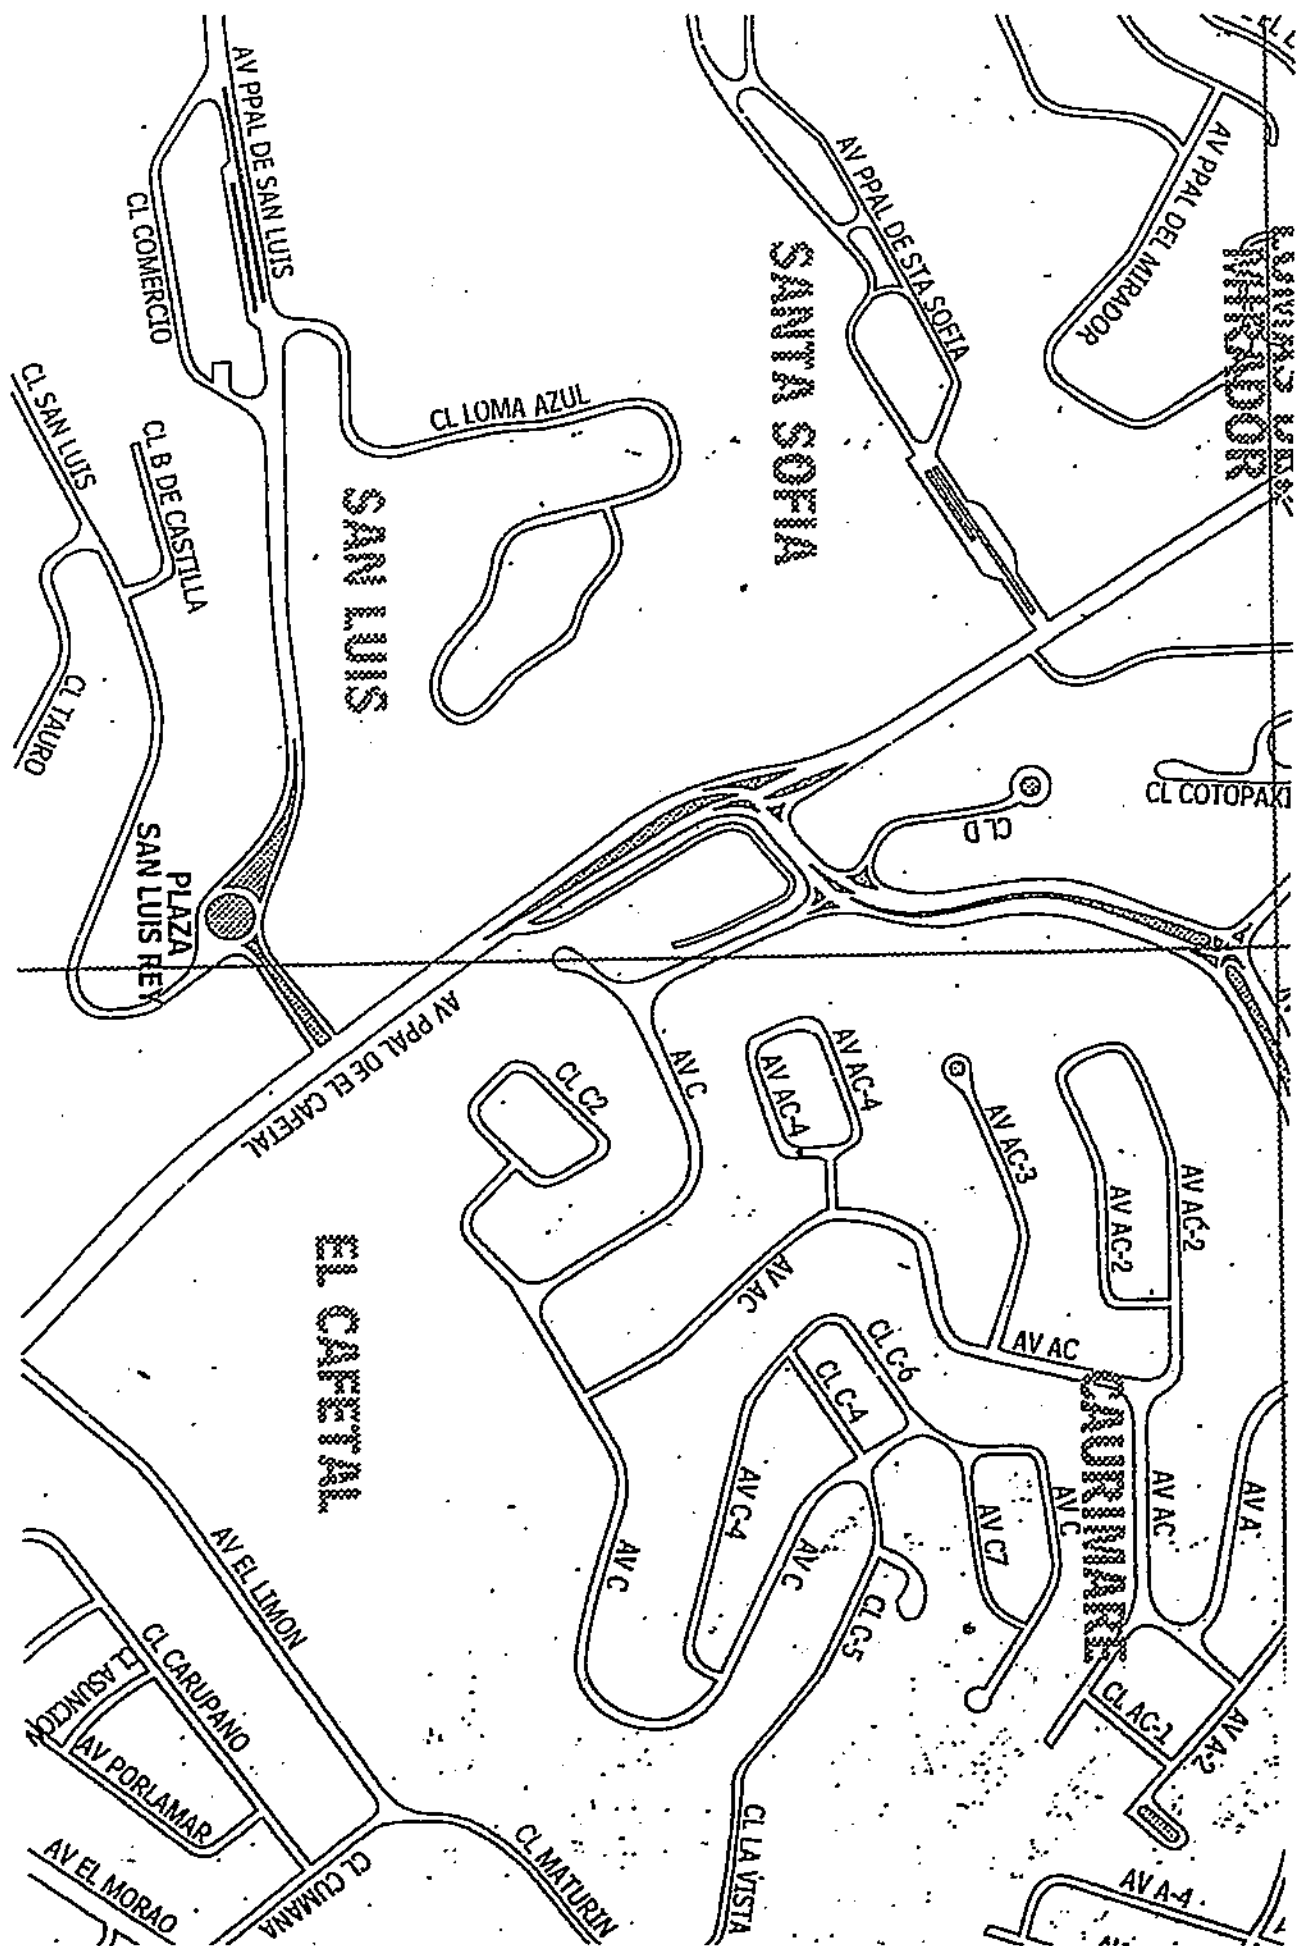 AV PPAL DE SAN LUIS
CL COMERCIO
AV PPAL DE STA SOFIA
AV PPAL DEL MIRADOR
MIRADOR
SANTA SOFIA
CL LOMA AZUL
CL SAN LUIS
CL B DE CASTILLA
SAN LUIS
CL TAURO
CL D
CL COTOPAXI
PLAZA
SAN LUIS REY
AV PPAL DE EL CAFETAL
AV C
CL C2
AV AC-4
AV AC-4
AV AC-3
AV AC-2
AV AC-2
EL CAFETAL
AV AC
AV AC
CL C-6
CL C-4
CAURIMARE
AV C-4
AV C
AV C7
AV C
AV AC
AV A
AV C
CL C-5
AV EL LIMON
CL CARUPANO
CL ASUNCION
AV PORLAMAR
CL AC-1
AV A-2
CL LA VISTA
CL MATURIN
CL CUMANA
AV EL MORAO
AV A-4